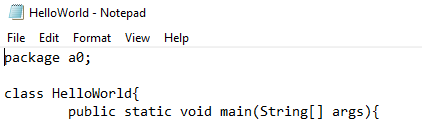 HelloWorld - Notepad
File Edit Format View Help
package a0;
class HelloWorld{
public static void main(String[] args){